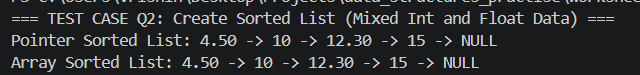 === TEST CASE Q2: Create Sorted List (Mixed Int and Float Data) ===
Pointer Sorted List: 4.50 -> 10 -> 12.30 -> 15 -> NULL
Array Sorted List: 4.50 -> 10 -> 12.30 -> 15 -> NULL